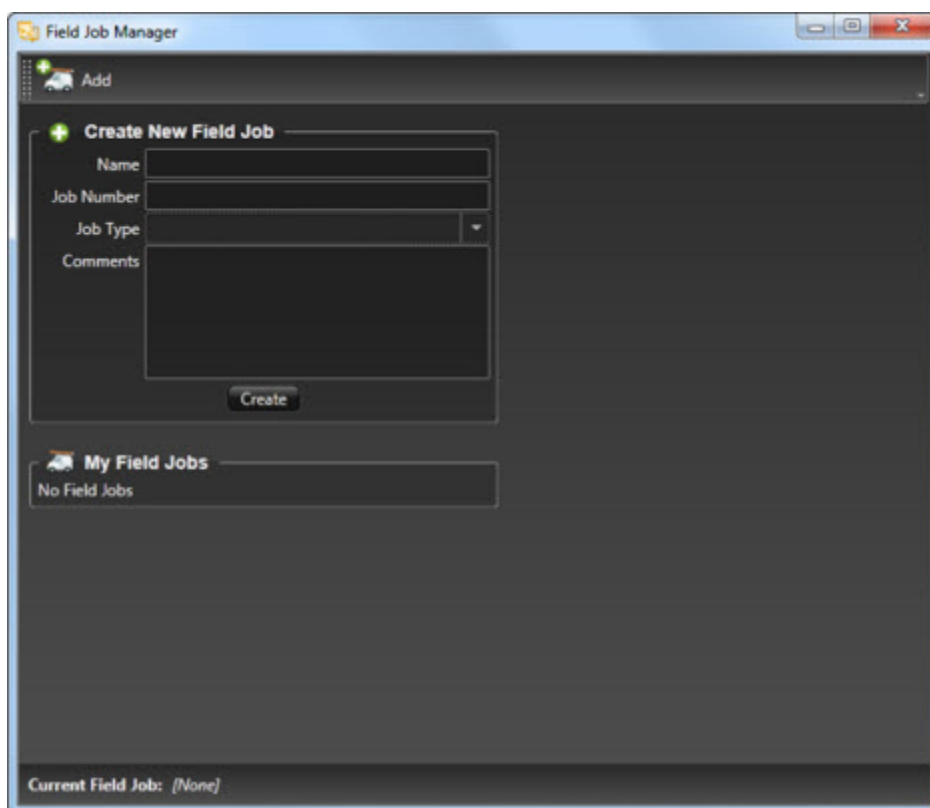 Field Job Manager
Add
Create New Field Job
Name
Job Number
Job Type
Comments
Create
My Field Jobs
No Field Jobs
Current Field Job: [None]